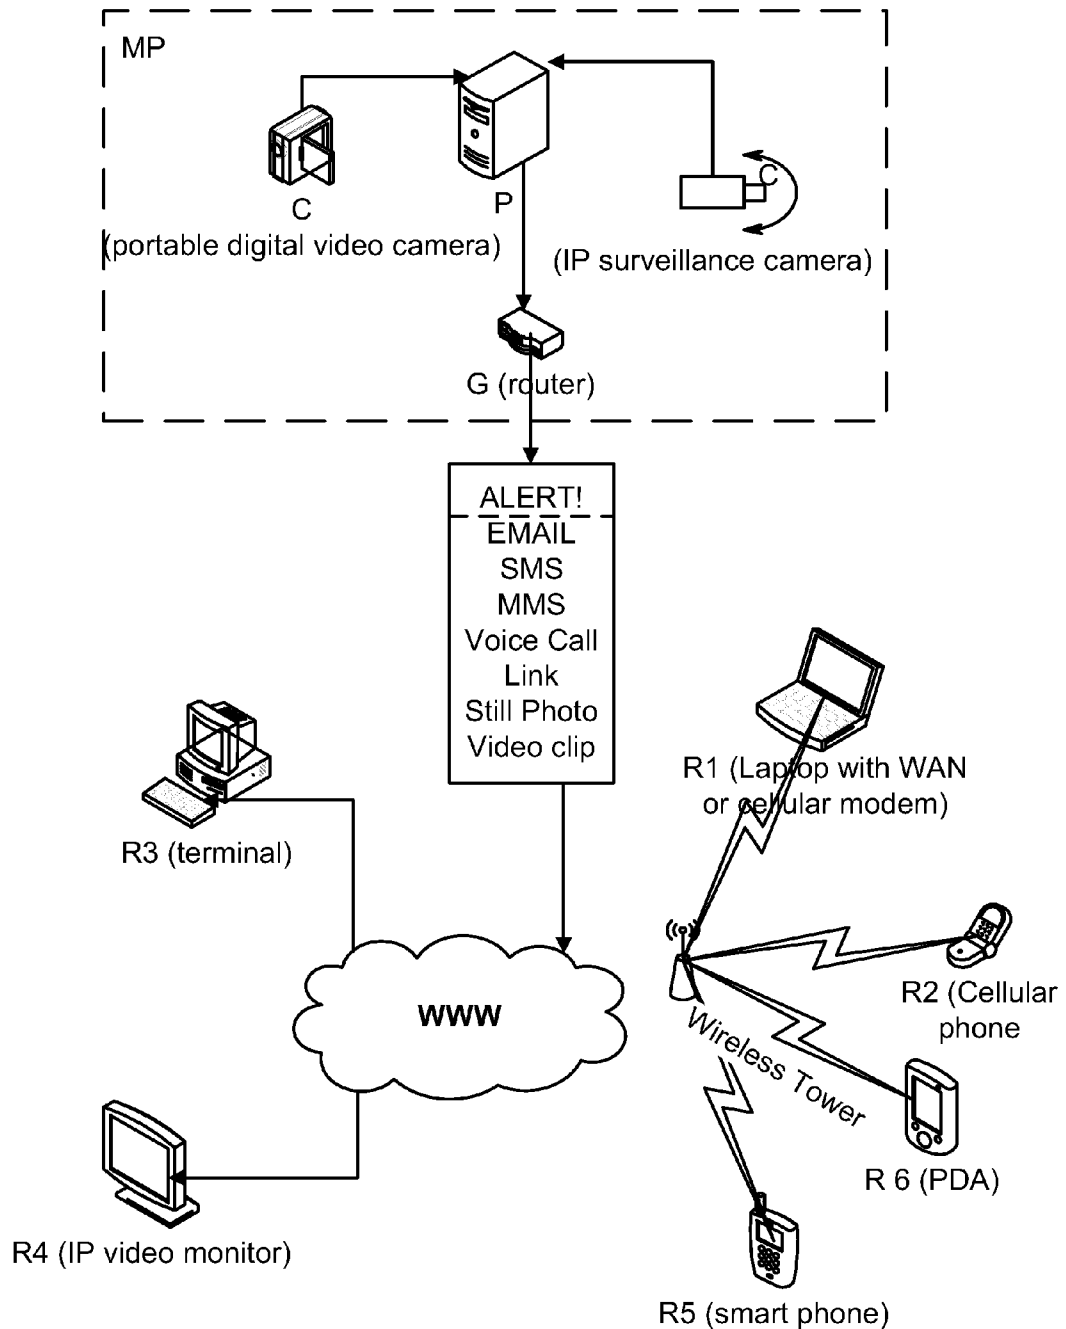 MP
C
P
C
(portable digital video camera)
(IP surveillance camera)
G (router)
ALERT!
EMAIL
SMS
MMS
Voice Call
Link
Still Photo
Video clip
R1 (Laptop with WAN
or cellular modem)
R3 (terminal)
R2 (Cellular
phone
WWW
Wireless Tower
R 6 (PDA)
R4 (IP video monitor)
R5 (smart phone)